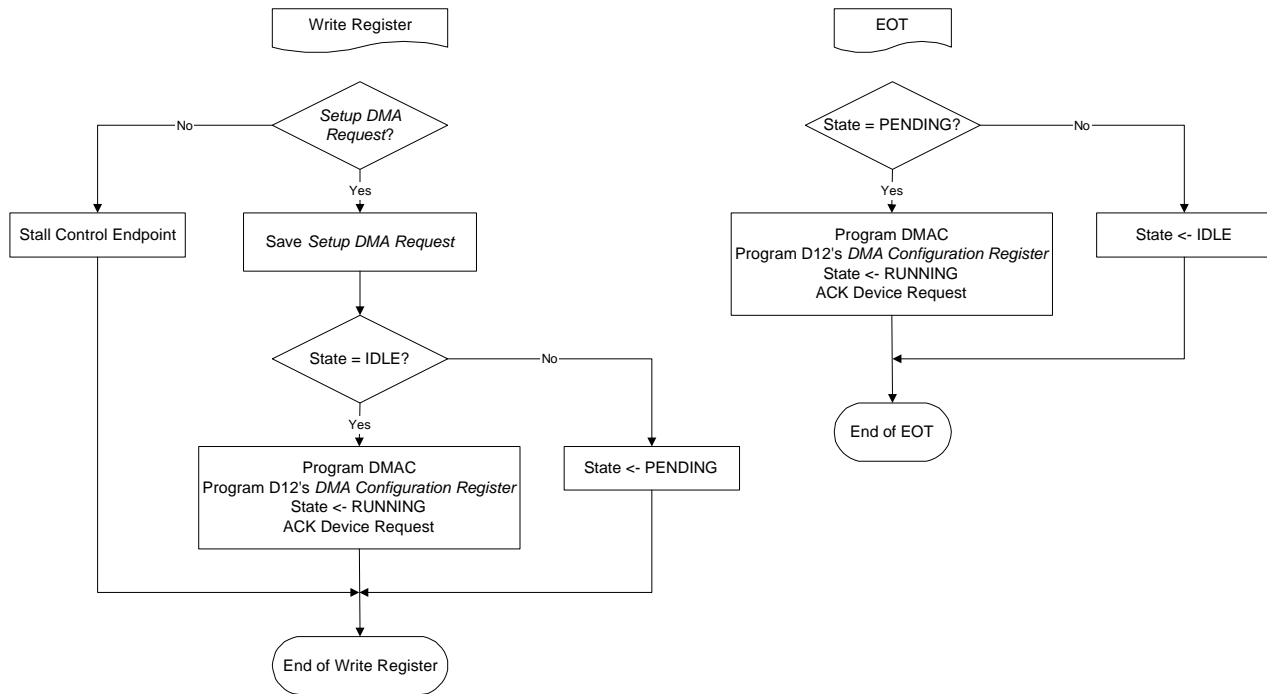 Write Register
Setup DMA
Request?
No
Yes
Stall Control Endpoint
Save Setup DMA Request
State = IDLE?
No
Yes
Program DMAC
Program D12's DMA Configuration Register
State <- RUNNING
ACK Device Request
State <- PENDING
End of Write Register
EOT
State = PENDING?
No
Yes
Program DMAC
Program D12's DMA Configuration Register
State <- RUNNING
ACK Device Request
State <- IDLE
End of EOT